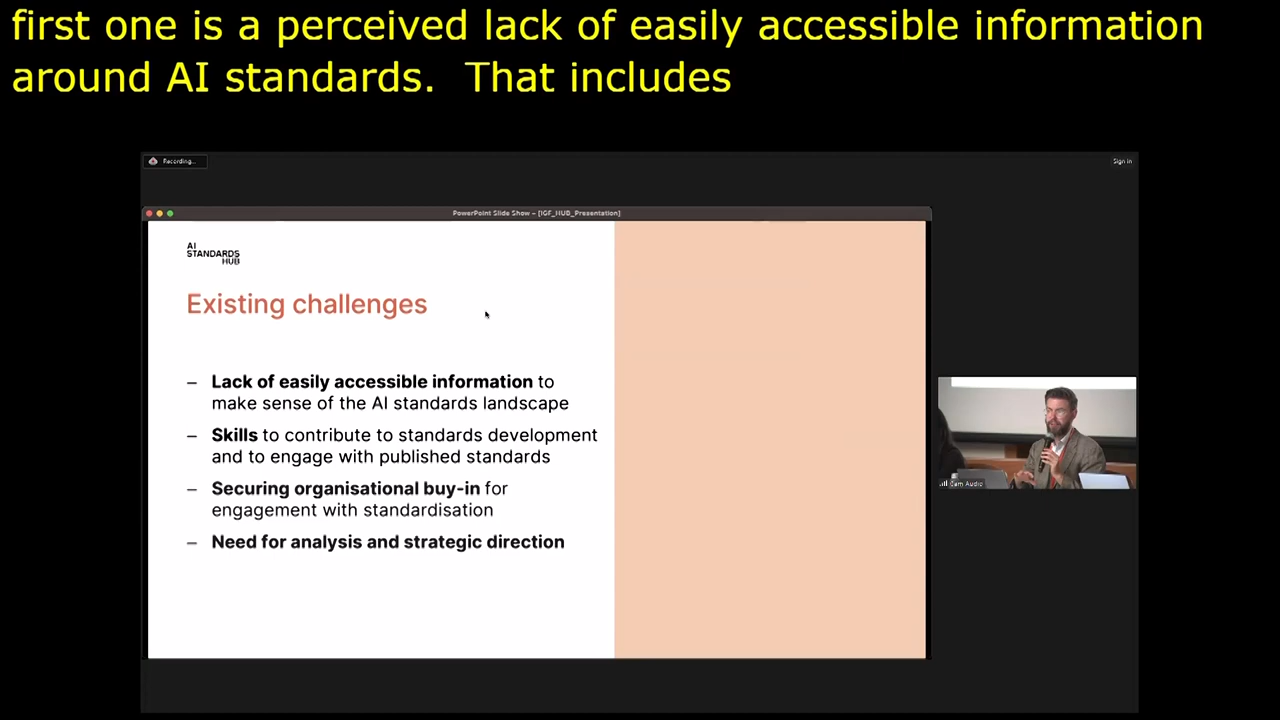 first one is a perceived lack of easily accessible information
around AI standards.  That includes
Recording...
Sign in
PowerPoint Slide Show – [IGF_HUB_Presentation]
AI
STANDARDS
HUB
Existing challenges
– Lack of easily accessible information to
make sense of the AI standards landscape
– Skills to contribute to standards development
and to engage with published standards
– Securing organisational buy-in for
engagement with standardisation
– Need for analysis and strategic direction
Cam Audio